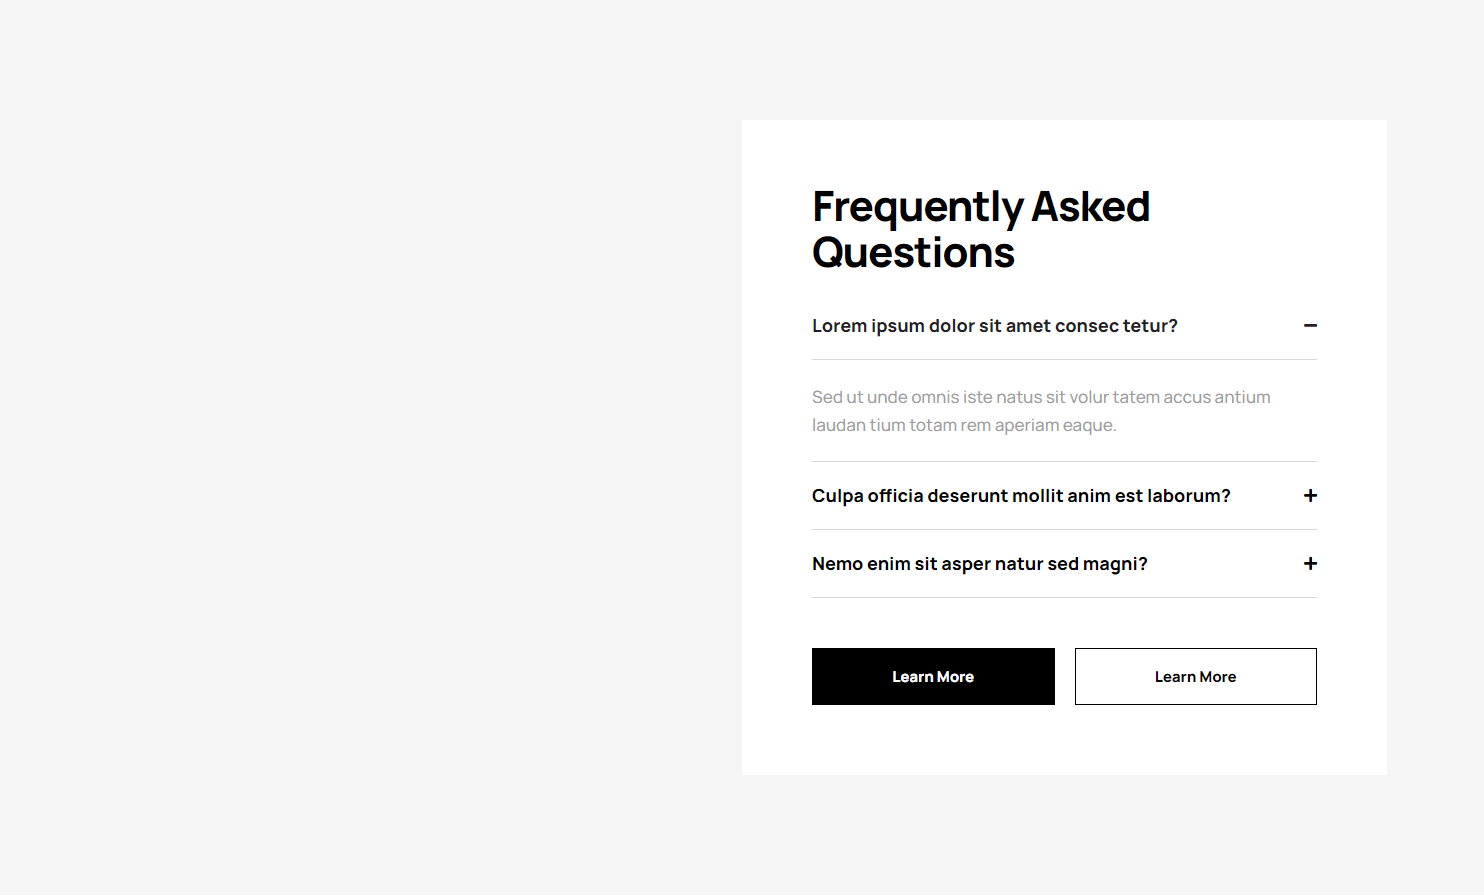 Frequently Asked
Questions
Lorem ipsum dolor sit amet consec tetur?
Sed ut unde omnis iste natus sit volur tatem accus antium
laudan tium totam rem aperiam eaque.
Culpa officia deserunt mollit anim est laborum?
Nemo enim sit asper natur sed magni?
Learn More
Learn More